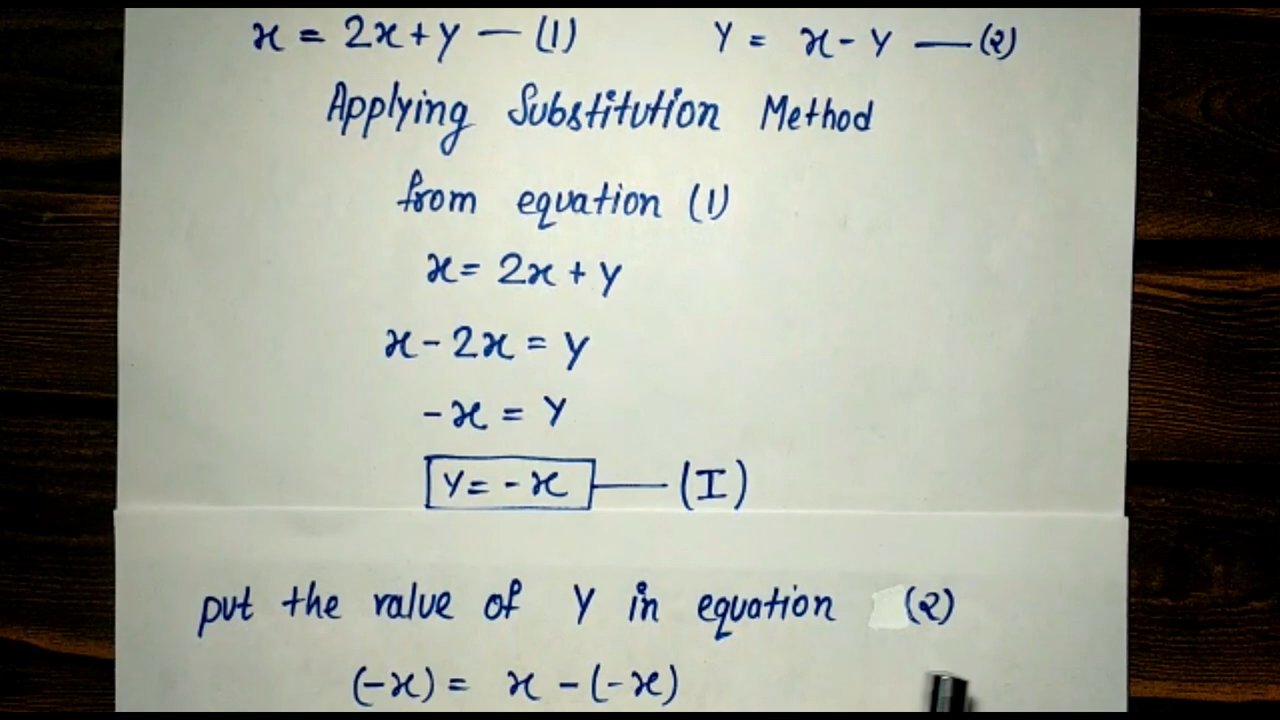 x = 2x + y — (1) Y = x - Y — (2)
Applying Substitution Method
from equation (1)
x = 2x + y
x - 2x = y
-x = Y
Y = -x — (I)
put the value of Y in equation (2)
(-x) = x - (-x)